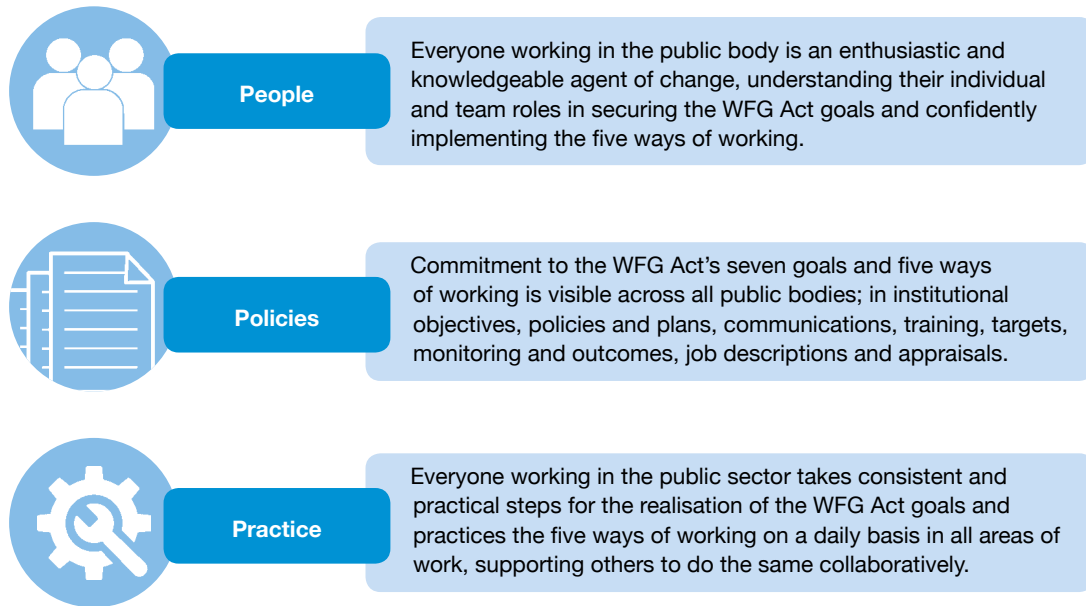 People
Everyone working in the public body is an enthusiastic and
knowledgeable agent of change, understanding their individual
and team roles in securing the WFG Act goals and confidently
implementing the five ways of working.
Policies
Commitment to the WFG Act's seven goals and five ways
of working is visible across all public bodies; in institutional
objectives, policies and plans, communications, training, targets,
monitoring and outcomes, job descriptions and appraisals.
Practice
Everyone working in the public sector takes consistent and
practical steps for the realisation of the WFG Act goals and
practices the five ways of working on a daily basis in all areas of
work, supporting others to do the same collaboratively.